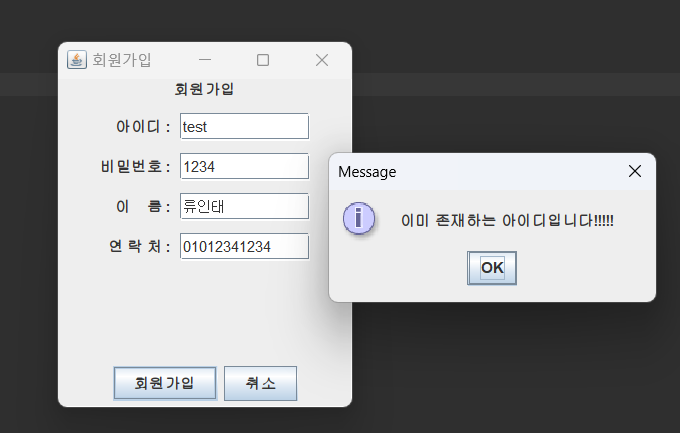 회원가입
회원가입
아이디 : test
비밀번호 : 1234
이 름 : 류인태
연 락 처 : 01012341234
회원가입 취소
Message
이미 존재하는 아이디입니다!!!!!
OK